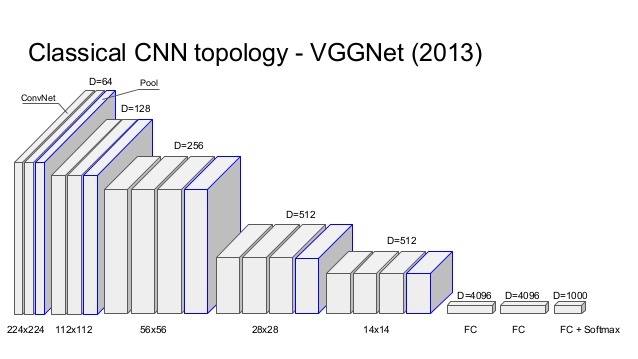 Classical CNN topology - VGGNet (2013)
D=64
Pool
ConvNet
D=128
D=256
D=512
D=512
D=4096
D=4096
D=1000
224x224
112x112
56x56
28x28
14x14
FC
FC
FC + Softmax